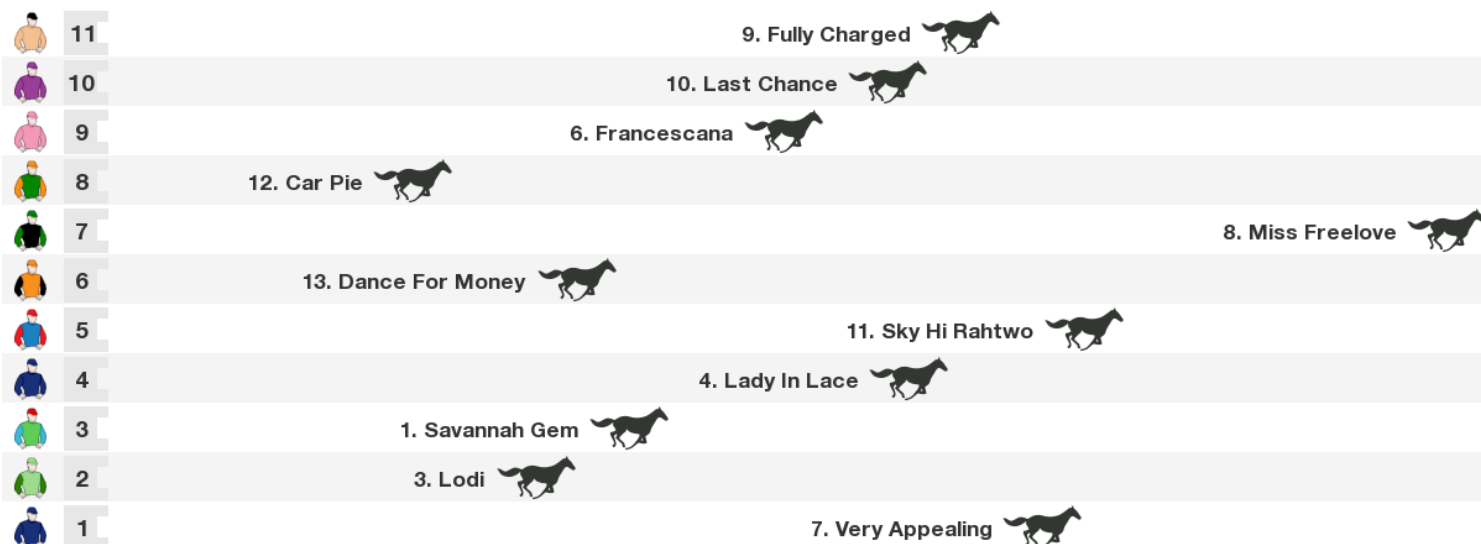 11 9. Fully Charged
10 10. Last Chance
9 6. Francescana
8 12. Car Pie
7 8. Miss Freelove
6 13. Dance For Money
5 11. Sky Hi Rahtwo
4 4. Lady In Lace
3 1. Savannah Gem
2 3. Lodi
1 7. Very Appealing